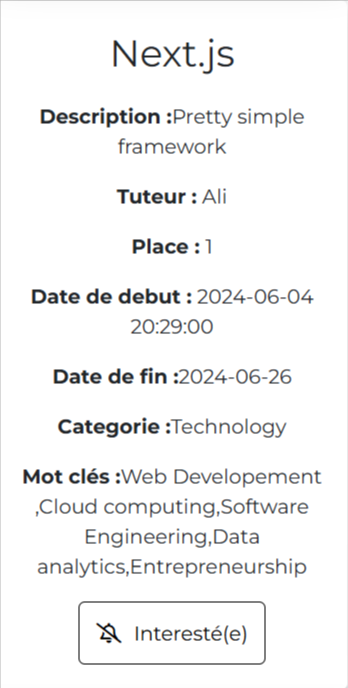 Next.js
Description :Pretty simple
framework
Tuteur : Ali
Place : 1
Date de debut : 2024-06-04
20:29:00
Date de fin :2024-06-26
Categorie :Technology
Mot clés :Web Developement
,Cloud computing,Software
Engineering,Data
analytics,Entrepreneurship
Interesté(e)